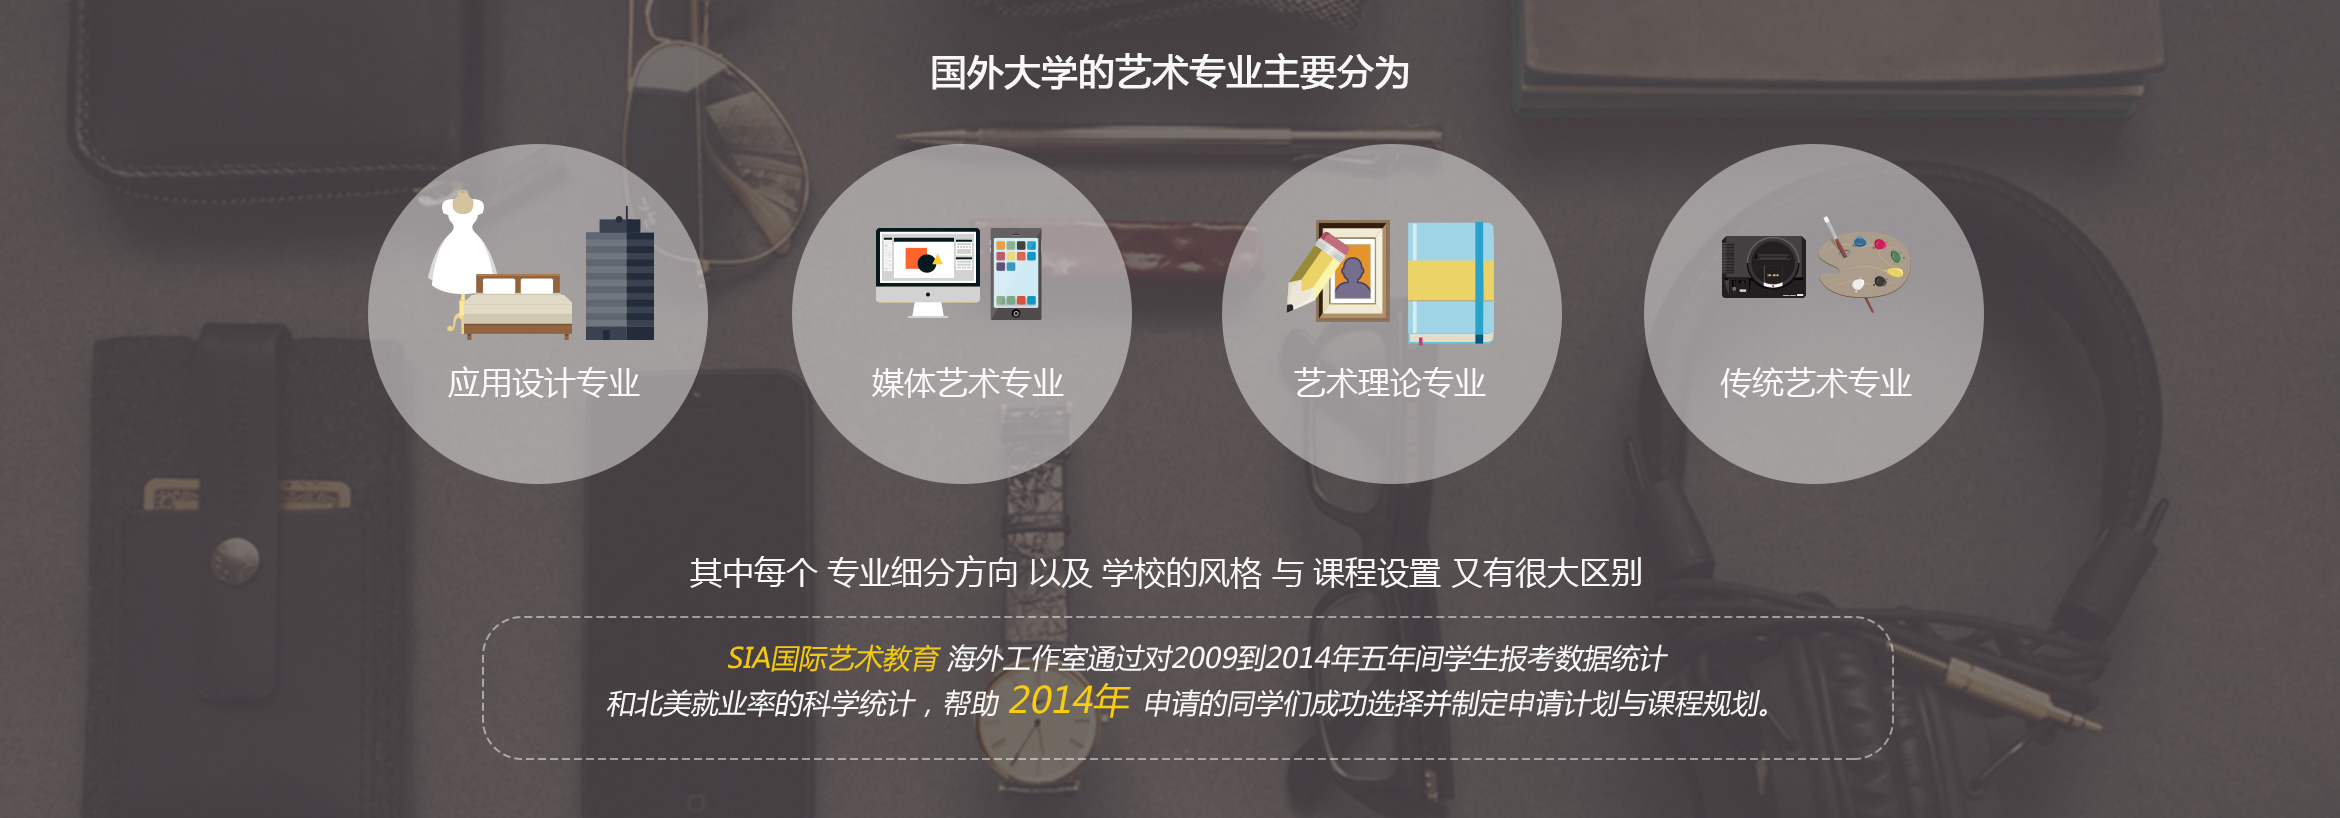 国外大学的艺术专业主要分为
应用设计专业
媒体艺术专业
艺术理论专业
传统艺术专业
其中每个 专业细分方向 以及 学校的风格 与 课程设置 又有很大区别
SIA国际艺术教育 海外工作室通过对2009到2014年五年间学生报考数据统计
和北美就业率的科学统计，帮助 2014年 申请的同学们成功选择并制定申请计划与课程规划。